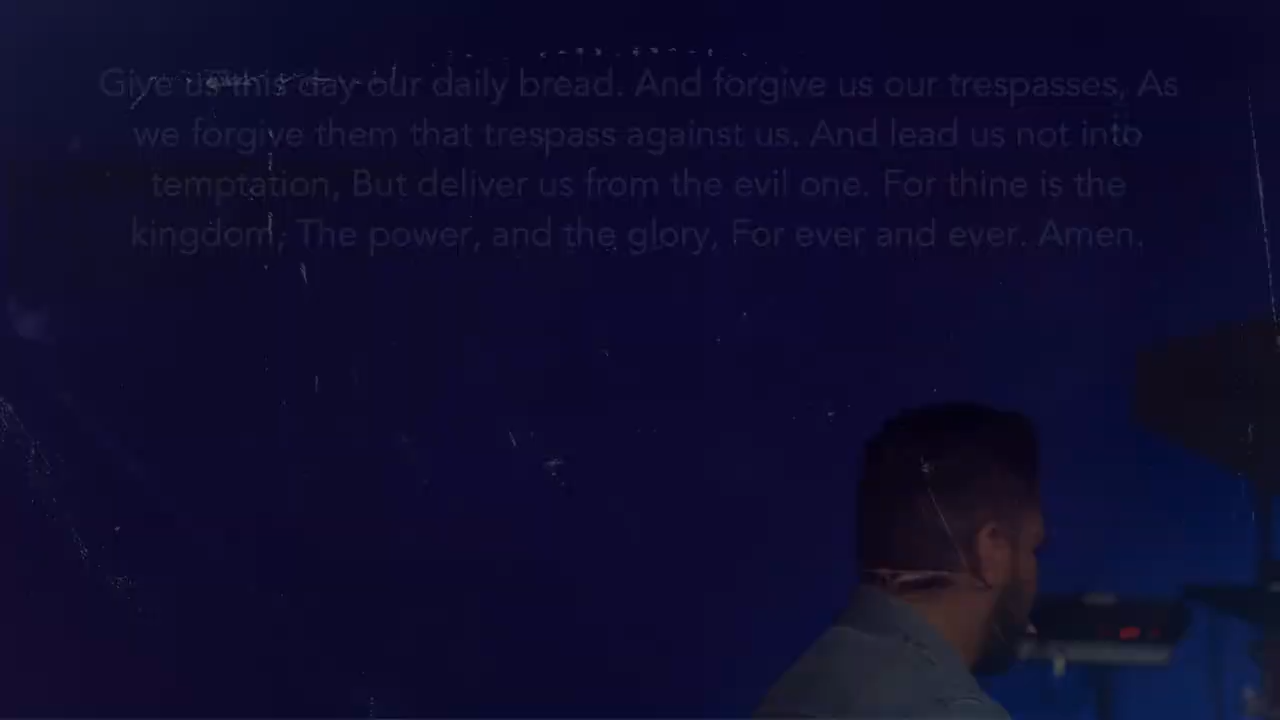 Give us this day our daily bread. And forgive us our trespasses, As
we forgive them that trespass against us. And lead us not into
temptation, But deliver us from the evil one. For thine is the
kingdom, The power, and the glory, For ever and ever. Amen.